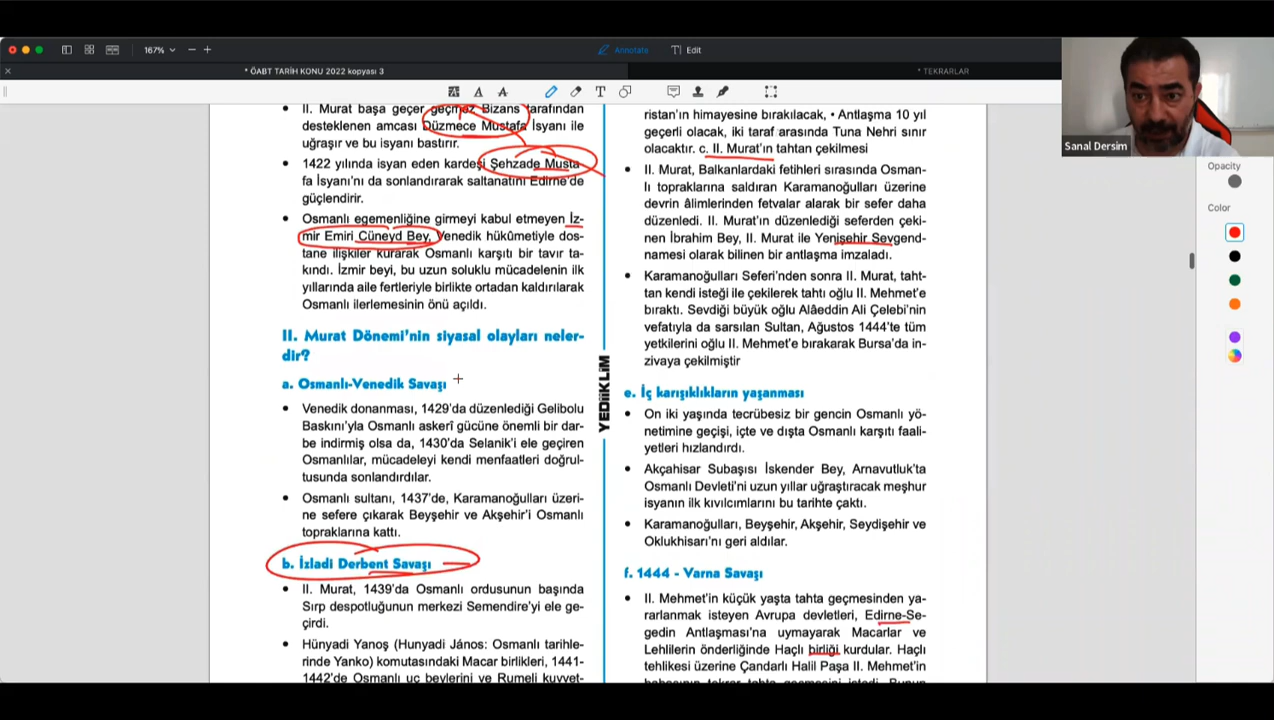 167%
Annotate
Edit
* ÖABT TARİH KONU 2022 kopyası 3
* TEKRARLAR
• II. Murat başa geçer geçmez Bizans tarafından
desteklenen amcası Düzmece Mustafa İsyanı ile
uğraşır ve bu isyanı bastırır.
• 1422 yılında isyan eden kardeşi Şehzade Musta
fa İsyanı'nı da sonlandırarak saltanatını Edirne'de
güçlendirir.
• Osmanlı egemenliğine girmeyi kabul etmeyen İz-
mir Emiri Cüneyd Bey, Venedik hükûmetiyle dos-
tane ilişkiler kurarak Osmanlı karşıtı bir tavır ta-
kındı. İzmir beyi, bu uzun soluklu mücadelenin ilk
yıllarında aile fertleriyle birlikte ortadan kaldırılarak
Osmanlı ilerlemesinin önü açıldı.
II. Murat Dönemi'nin siyasal olayları neler-
dir?
a. Osmanlı-Venedik Savaşı
• Venedik donanması, 1429'da düzenlediği Gelibolu
Baskını'yla Osmanlı askerî gücüne önemli bir dar-
be indirmiş olsa da, 1430'da Selanik'i ele geçiren
Osmanlılar, mücadeleyi kendi menfaatleri doğrul-
tusunda sonlandırdılar.
• Osmanlı sultanı, 1437'de, Karamanoğulları üzeri-
ne sefere çıkarak Beyşehir ve Akşehir'i Osmanlı
topraklarına kattı.
b. İzladi Derbent Savaşı
• II. Murat, 1439'da Osmanlı ordusunun başında
Sırp despotluğunun merkezi Semendire'yi ele ge-
çirdi.
• Hünyadi Yanoş (Hunyadi János: Osmanlı tarihle-
rinde Yanko) komutasındaki Macar birlikleri, 1441-
1442'de Osmanlı uç beylerini ve Rumeli kuvvet-
YEDİİKLİM
ristan'ın himayesine bırakılacak, • Antlaşma 10 yıl
geçerli olacak, iki taraf arasında Tuna Nehri sınır
olacaktır. c. II. Murat'ın tahtan çekilmesi
• II. Murat, Balkanlardaki fetihleri sırasında Osman-
lı topraklarına saldıran Karamanoğulları üzerine
devrin âlimlerinden fetvalar alarak bir sefer daha
düzenledi. II. Murat'ın düzenlediği seferden çeki-
nen İbrahim Bey, II. Murat ile Yenişehir Sevgend-
namesi olarak bilinen bir antlaşma imzaladı.
• Karamanoğulları Seferi'nden sonra II. Murat, taht-
tan kendi isteği ile çekilerek tahtı oğlu II. Mehmet'e
bıraktı. Sevdiği büyük oğlu Alâeddin Ali Çelebi'nin
vefatıyla da sarsılan Sultan, Ağustos 1444'te tüm
yetkilerini oğlu II. Mehmet'e bırakarak Bursa'da in-
zivaya çekilmiştir
e. İç karışıklıkların yaşanması
• On iki yaşında tecrübesiz bir gencin Osmanlı yö-
netimine geçişi, içte ve dışta Osmanlı karşıtı faali-
yetleri hızlandırdı.
• Akçahisar Subaşısı İskender Bey, Arnavutluk'ta
Osmanlı Devleti'ni uzun yıllar uğraştıracak meşhur
isyanın ilk kıvılcımlarını bu tarihte çaktı.
• Karamanoğulları, Beyşehir, Akşehir, Seydişehir ve
Oklukhisarı'nı geri aldılar.
f. 1444 - Varna Savaşı
• II. Mehmet'in küçük yaşta tahta geçmesinden ya-
rarlanmak isteyen Avrupa devletleri, Edirne-Se-
gedin Antlaşması'na uymayarak Macarlar ve
Lehlilerin önderliğinde Haçlı birliği kurdular. Haçlı
tehlikesi üzerine Çandarlı Halil Paşa II. Mehmet'in
Sanal Dersim
Opacity
Color